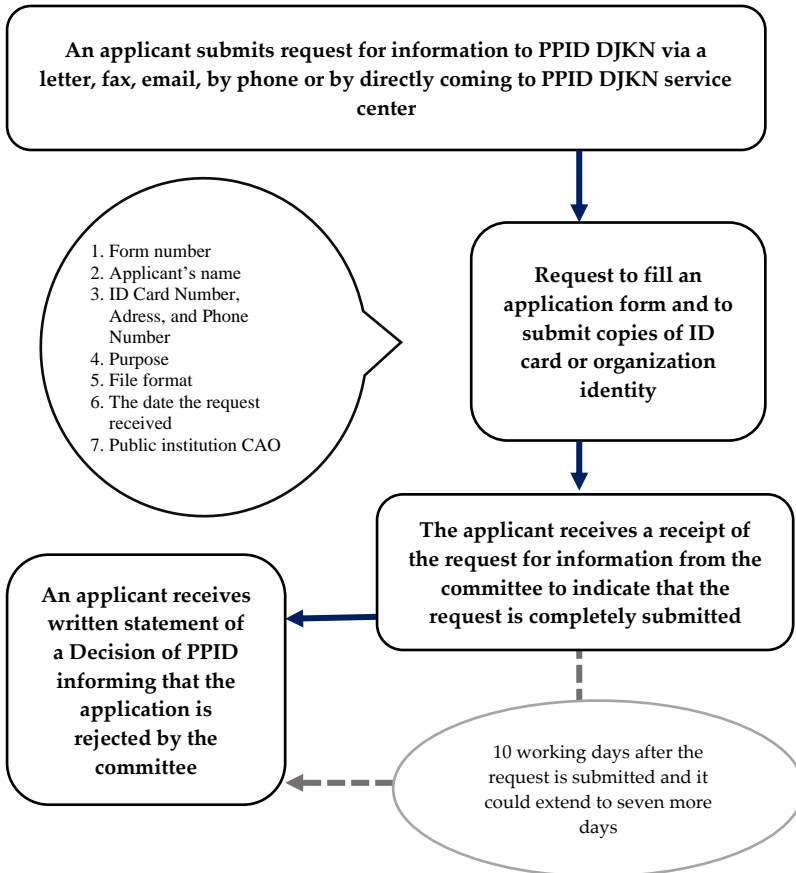 An applicant submits request for information to PPID DJKN via a
letter, fax, email, by phone or by directly coming to PPID DJKN service
center
1. Form number
2. Applicant’s name
3. ID Card Number,
Adress, and Phone
Number
4. Purpose
5. File format
6. The date the request
received
7. Public institution CAO
Request to fill an
application form and to
submit copies of ID
card or organization
identity
The applicant receives a receipt of
the request for information from the
committee to indicate that the
request is completely submitted
An applicant receives
written statement of
a Decision of PPID
informing that the
application is
rejected by the
committee
10 working days after the
request is submitted and it
could extend to seven more
days